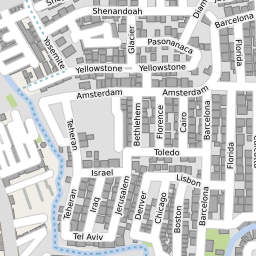 Shenandoah
Diam
Barcelona
Glacier
Pasonanaca
Florida
Yosemite
Yellowstone
Yellowstone
Amsterdam
Amsterdam
Teheran
Bethlehem
Florence
Cairo
Barcelona
Toledo
Florida
Israel
Lisbon
Teheran
Iraq
Jerusalem
Denver
Chicago
Boston
Barcelona
Tel Aviv